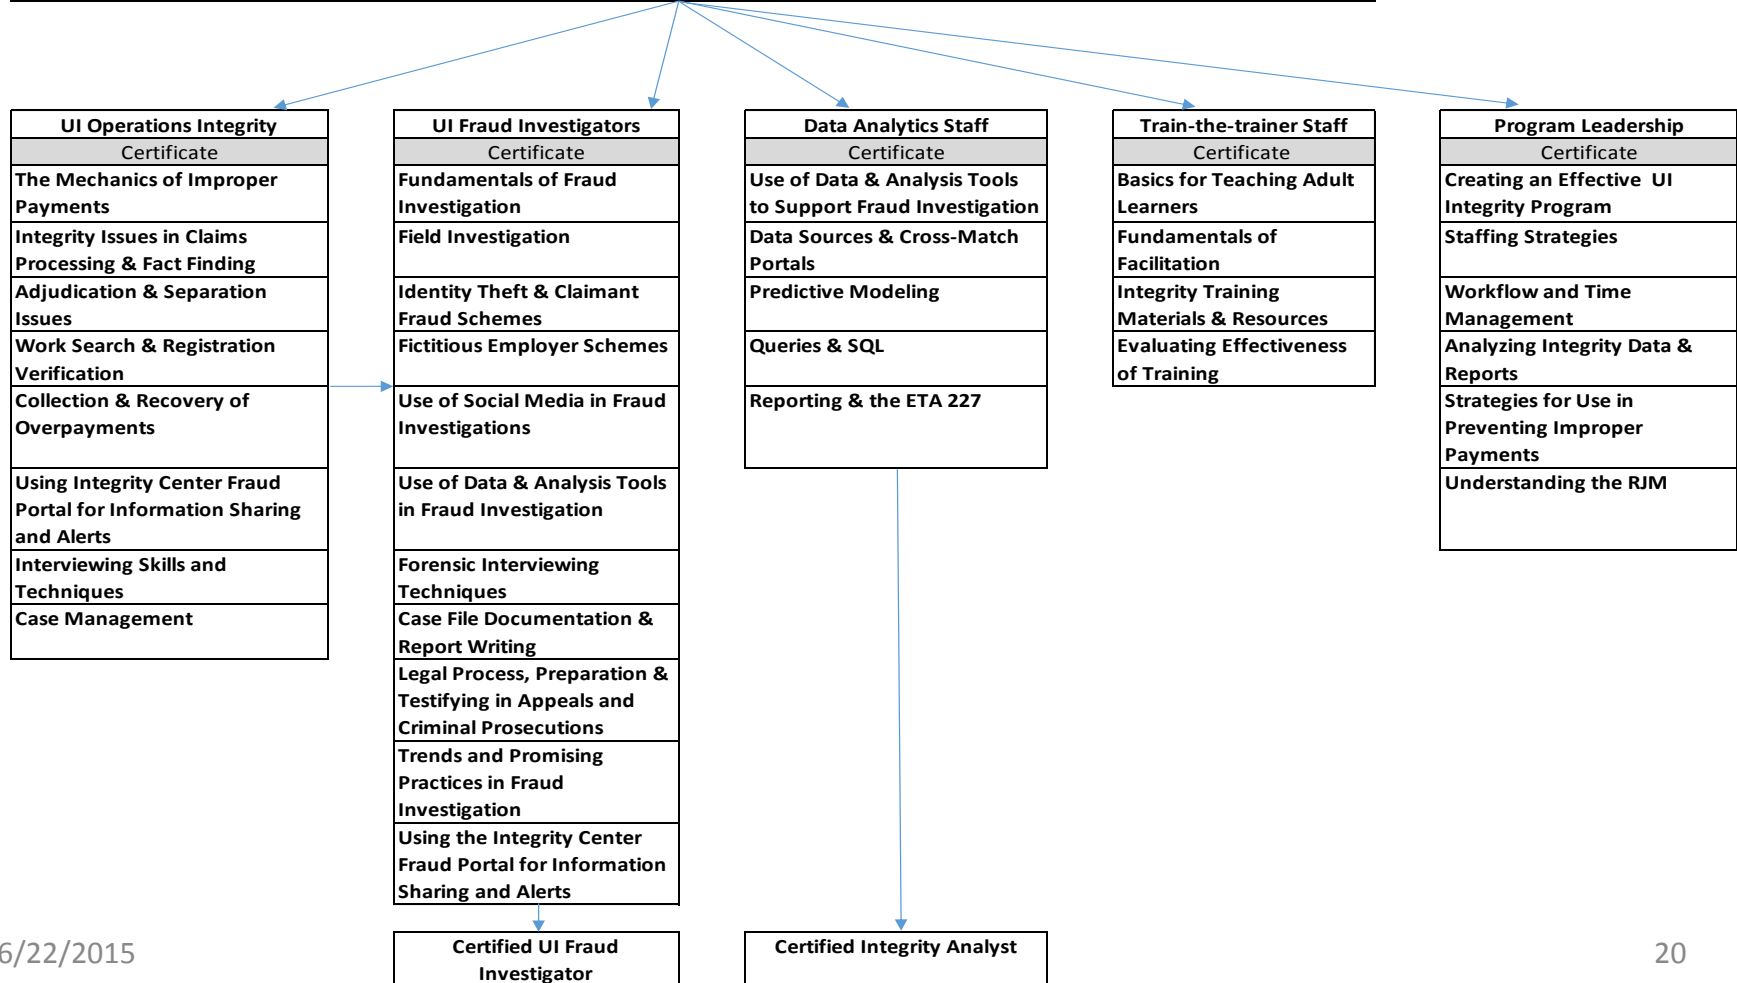 UI Operations Integrity
Certificate
The Mechanics of Improper
Payments
Integrity Issues in Claims
Processing & Fact Finding
Adjudication & Separation
Issues
Work Search & Registration
Verification
Collection & Recovery of
Overpayments
Using Integrity Center Fraud
Portal for Information Sharing
and Alerts
Interviewing Skills and
Techniques
Case Management
UI Fraud Investigators
Certificate
Fundamentals of Fraud
Investigation
Field Investigation
Identity Theft & Claimant
Fraud Schemes
Fictitious Employer Schemes
Use of Social Media in Fraud
Investigations
Use of Data & Analysis Tools
in Fraud Investigation
Forensic Interviewing
Techniques
Case File Documentation &
Report Writing
Legal Process, Preparation &
Testifying in Appeals and
Criminal Prosecutions
Trends and Promising
Practices in Fraud
Investigation
Using the Integrity Center
Fraud Portal for Information
Sharing and Alerts
Certified UI Fraud
Investigator
Data Analytics Staff
Certificate
Use of Data & Analysis Tools
to Support Fraud Investigation
Data Sources & Cross-Match
Portals
Predictive Modeling
Queries & SQL
Reporting & the ETA 227
Certified Integrity Analyst
Train-the-trainer Staff
Certificate
Basics for Teaching Adult
Learners
Fundamentals of
Facilitation
Integrity Training
Materials & Resources
Evaluating Effectiveness
of Training
Program Leadership
Certificate
Creating an Effective UI
Integrity Program
Staffing Strategies
Workflow and Time
Management
Analyzing Integrity Data &
Reports
Strategies for Use in
Preventing Improper
Payments
Understanding the RJM
6/22/2015
20